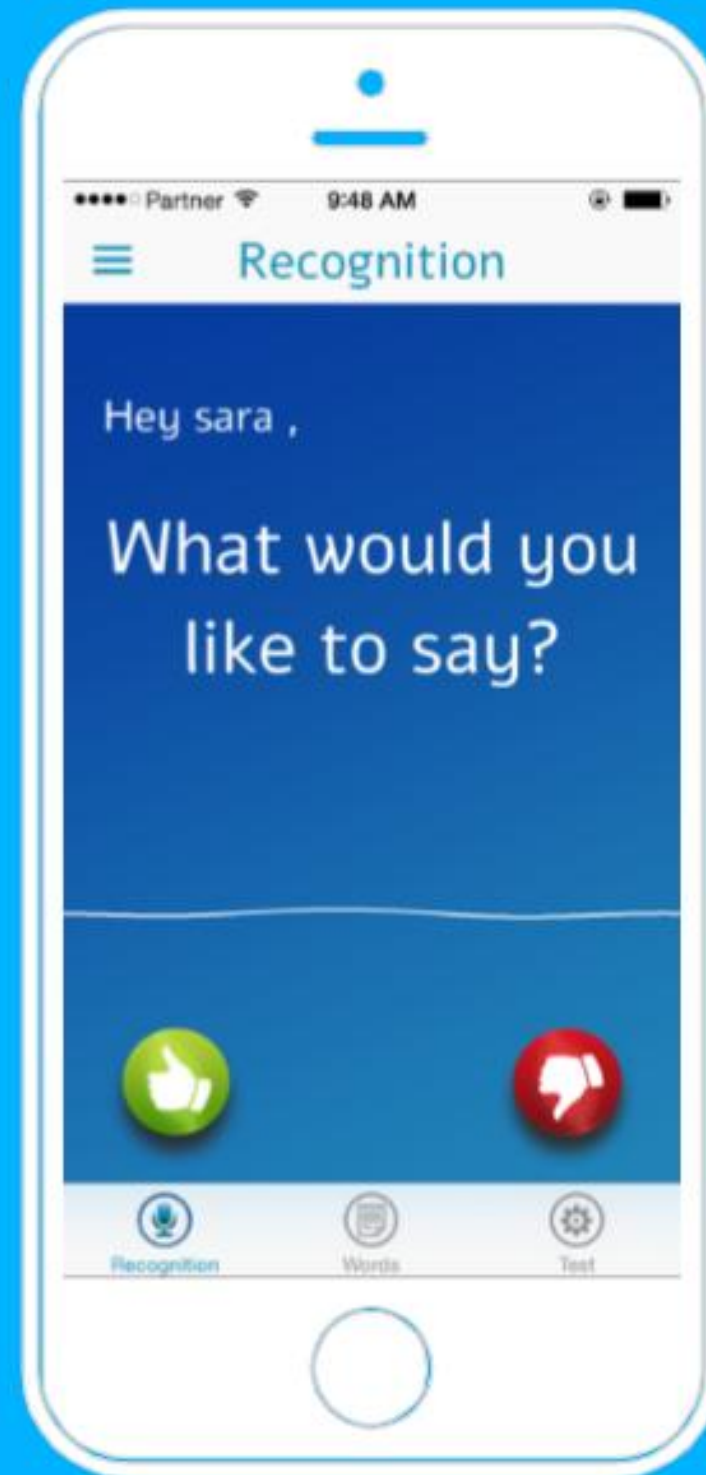 Partner 9:48 AM
Recognition
Hey sara ,
What would you
like to say?
Recognition Words Test